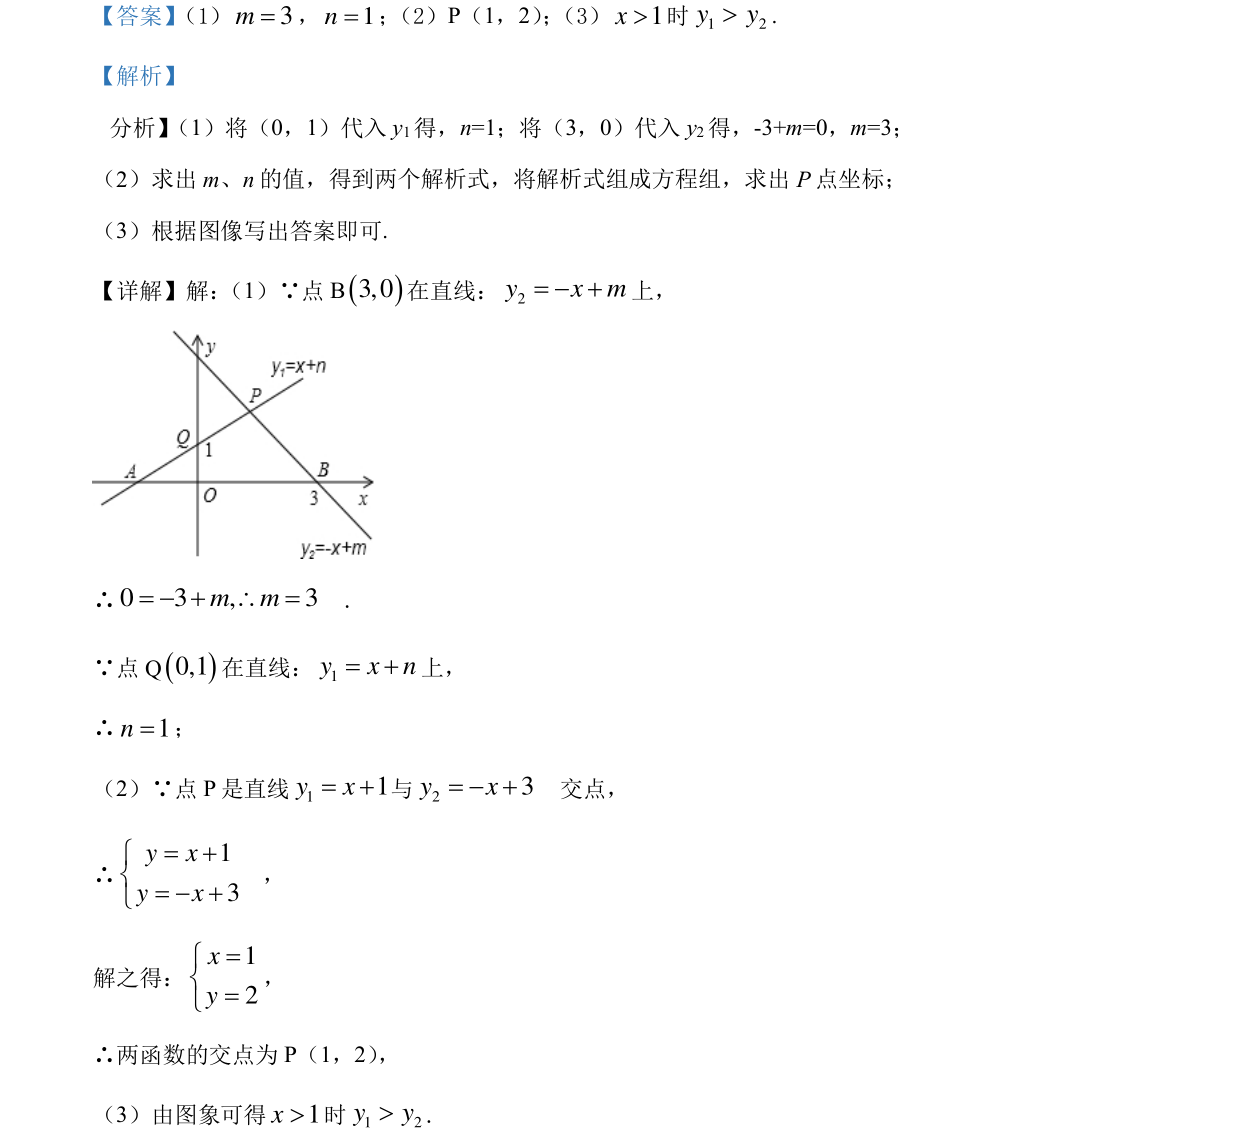 【答案】（1）m=3，n=1；（2）P（1，2）；（3）x>1时 y₁>y₂.
【解析】
分析】（1）将（0，1）代入 y₁ 得，n=1；将（3，0）代入 y₂ 得，-3+m=0，m=3；
（2）求出 m、n 的值，得到两个解析式，将解析式组成方程组，求出 P 点坐标；
（3）根据图像写出答案即可.
【详解】解：（1）∵点 B(3,0)在直线：y₂=−x+m 上，
y
y₁=x+n
P
Q
1
A
B
O
3
x
y₂=-x+m
∴0=−3+m,∴m=3 .
∵点 Q(0,1)在直线：y₁=x+n 上，
∴n=1；
（2）∵点 P 是直线 y₁=x+1与 y₂=−x+3 交点，
∴{y=x+1
y=−x+3 ，
解之得：{x=1
y=2 ，
∴两函数的交点为 P（1，2），
（3）由图象可得 x>1时 y₁>y₂.